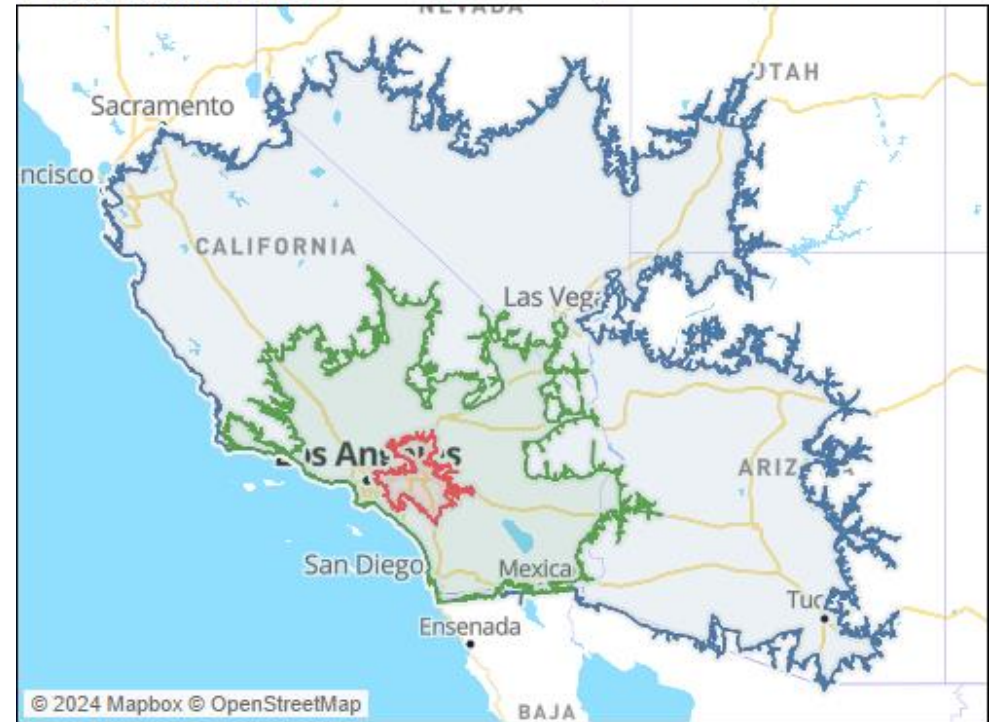 NEVADA
UTAH
Sacramento
ncisco
CALIFORNIA
Las Vega
Los Angeles
ARIZ A
San Diego
Mexica
Tuc
Ensenada
© 2024 Mapbox © OpenStreetMap
BAJA